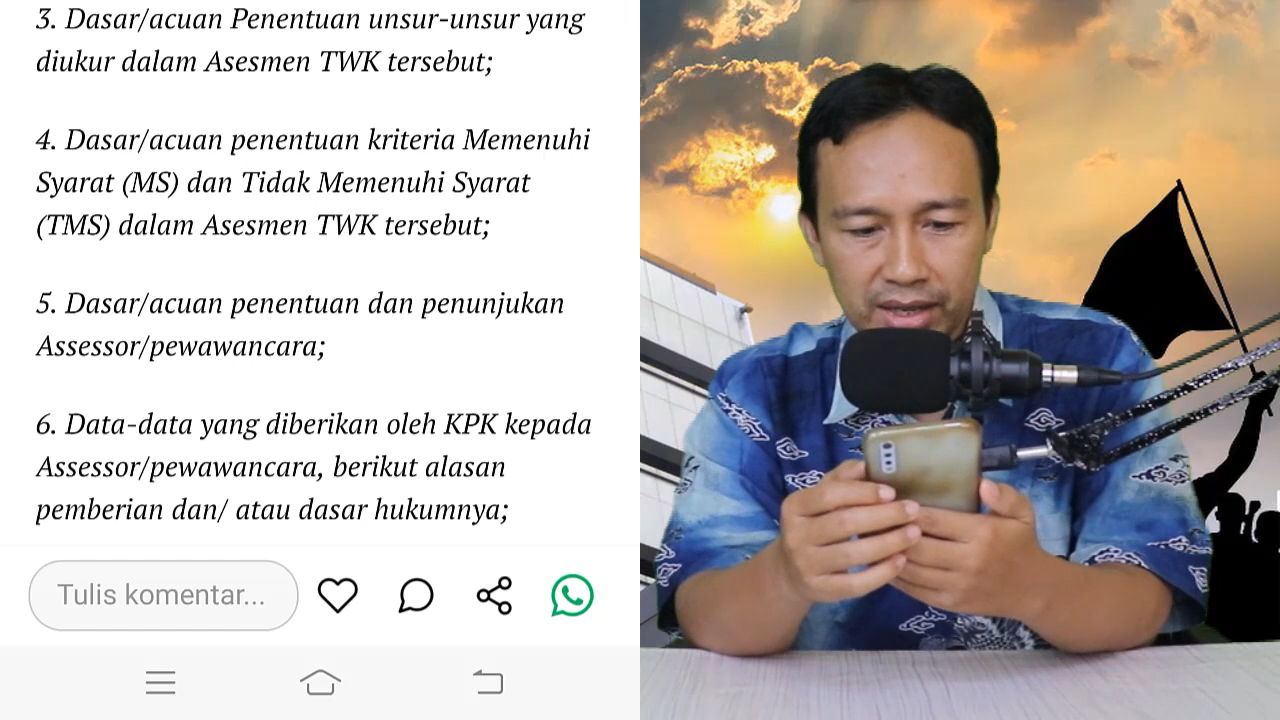 3. Dasar/acuan Penentuan unsur-unsur yang
diukur dalam Asesmen TWK tersebut;
4. Dasar/acuan penentuan kriteria Memenuhi
Syarat (MS) dan Tidak Memenuhi Syarat
(TMS) dalam Asesmen TWK tersebut;
5. Dasar/acuan penentuan dan penunjukan
Assessor/pewawancara;
6. Data-data yang diberikan oleh KPK kepada
Assessor/pewawancara, berikut alasan
pemberian dan/ atau dasar hukumnya;
Tulis komentar...